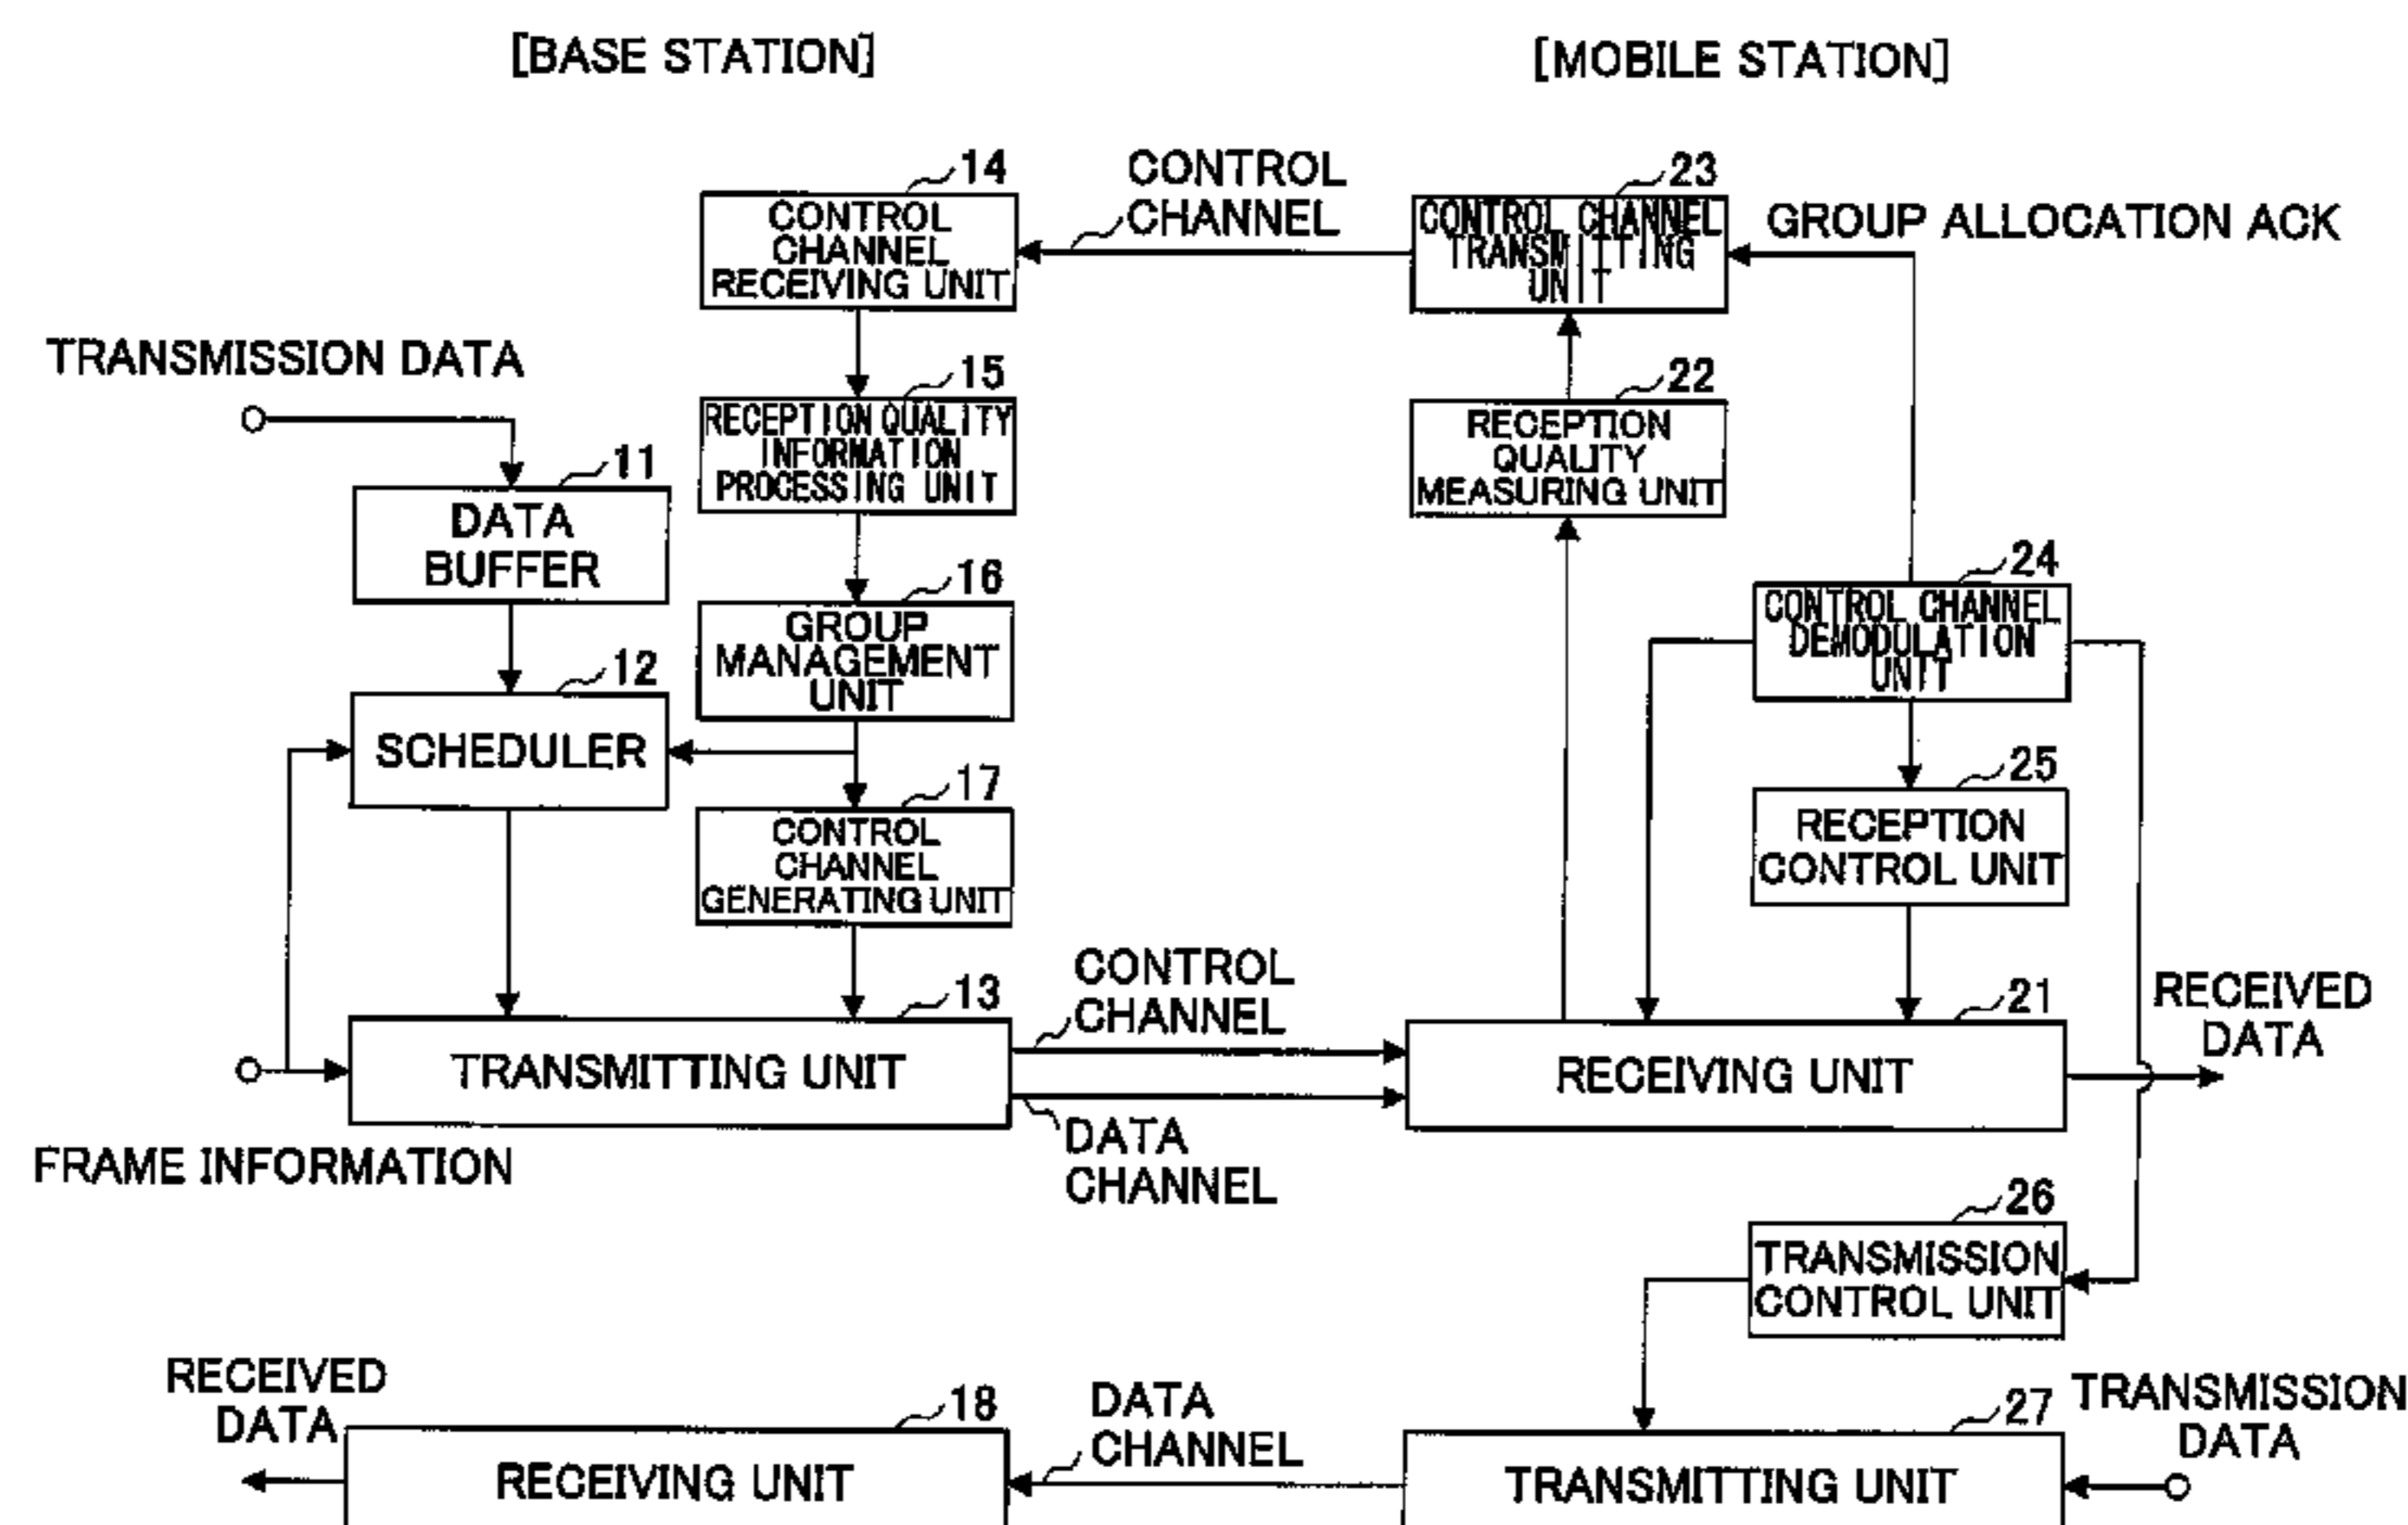 [BASE STATION]
[MOBILE STATION]
14
CONTROL
CHANNEL
RECEIVING UNIT
CONTROL
CHANNEL
23
CONTROL CHANNEL
TRANSMITTING
UNIT
GROUP ALLOCATION ACK
TRANSMISSION DATA
15
RECEPTION QUALITY
INFORMATION
PROCESSING UNIT
22
RECEPTION
QUALITY
MEASURING UNIT
11
DATA
BUFFER
16
GROUP
MANAGEMENT
UNIT
24
CONTROL CHANNEL
DEMODULATION
UNIT
12
SCHEDULER
17
CONTROL
CHANNEL
GENERATING UNIT
25
RECEPTION
CONTROL UNIT
13
TRANSMITTING UNIT
CONTROL
CHANNEL
DATA
CHANNEL
21
RECEIVING UNIT
RECEIVED
DATA
FRAME INFORMATION
26
TRANSMISSION
CONTROL UNIT
RECEIVED
DATA
18
RECEIVING UNIT
DATA
CHANNEL
27
TRANSMITTING UNIT
TRANSMISSION
DATA